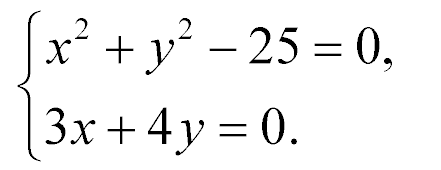 x² + y² − 25 = 0,
3x + 4y = 0.